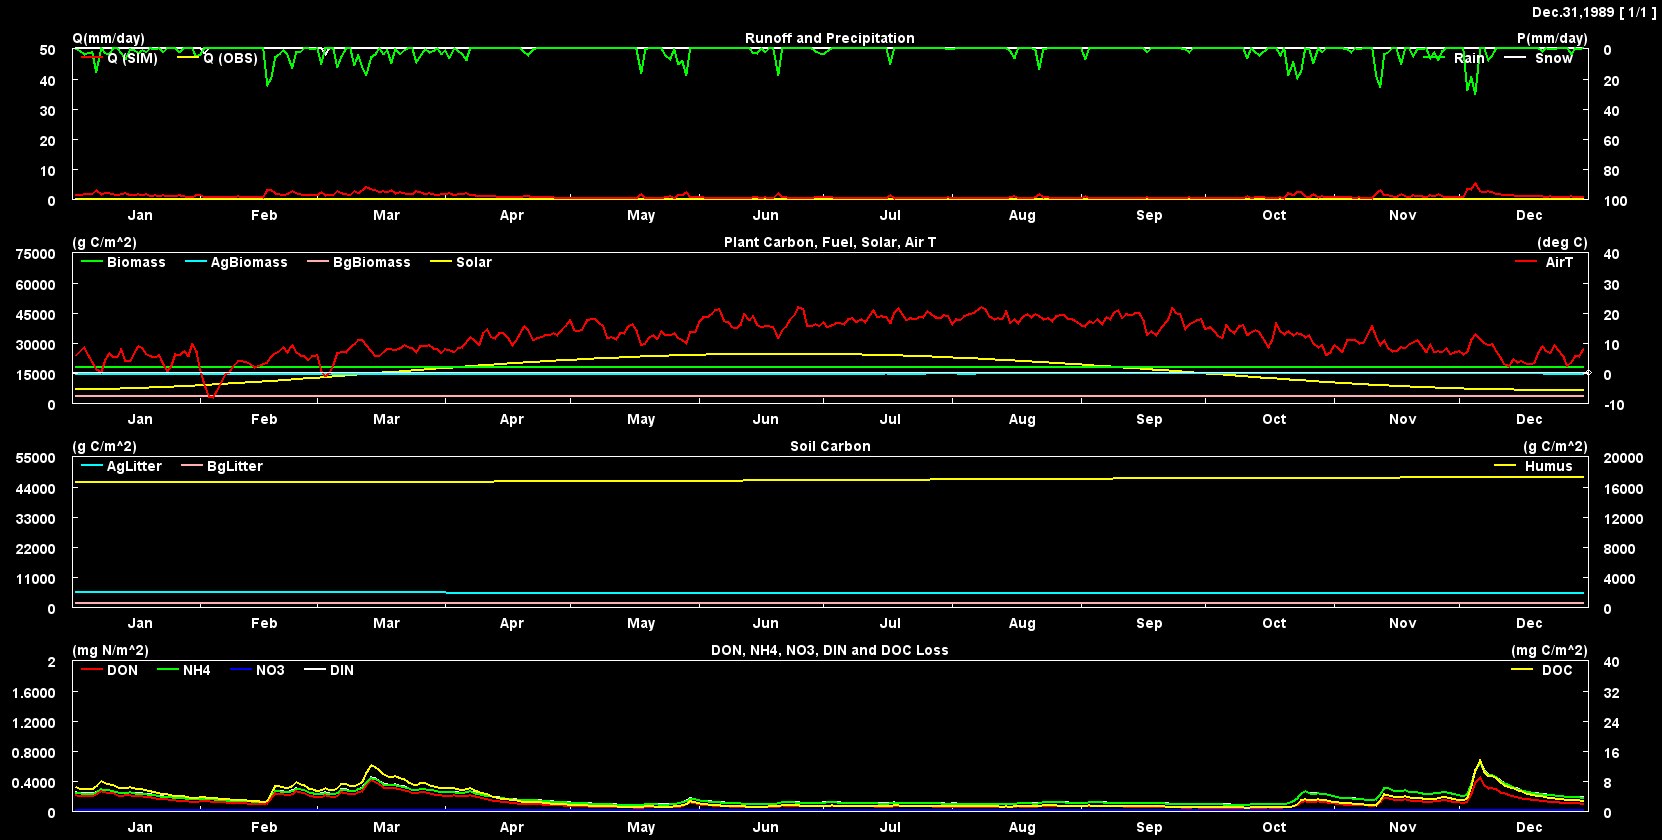 Dec.31,1989 [ 1/1 ]
Q(mm/day) Runoff and Precipitation P(mm/day)
50 0
Q (SIM) Q (OBS) Rain Snow
40 20
30 40
20 60
10 80
0 100
Jan Feb Mar Apr May Jun Jul Aug Sep Oct Nov Dec
(g C/m^2) Plant Carbon, Fuel, Solar, Air T (deg C)
75000 40
Biomass AgBiomass BgBiomass Solar AirT
60000 30
45000 20
30000 10
15000 0
0 -10
Jan Feb Mar Apr May Jun Jul Aug Sep Oct Nov Dec
(g C/m^2) Soil Carbon (g C/m^2)
55000 20000
AgLitter BgLitter Humus
44000 16000
33000 12000
22000 8000
11000 4000
0 0
Jan Feb Mar Apr May Jun Jul Aug Sep Oct Nov Dec
(mg N/m^2) DON, NH4, NO3, DIN and DOC Loss (mg C/m^2)
2 40
DON NH4 NO3 DIN DOC
1.6000 32
1.2000 24
0.8000 16
0.4000 8
0 0
Jan Feb Mar Apr May Jun Jul Aug Sep Oct Nov Dec